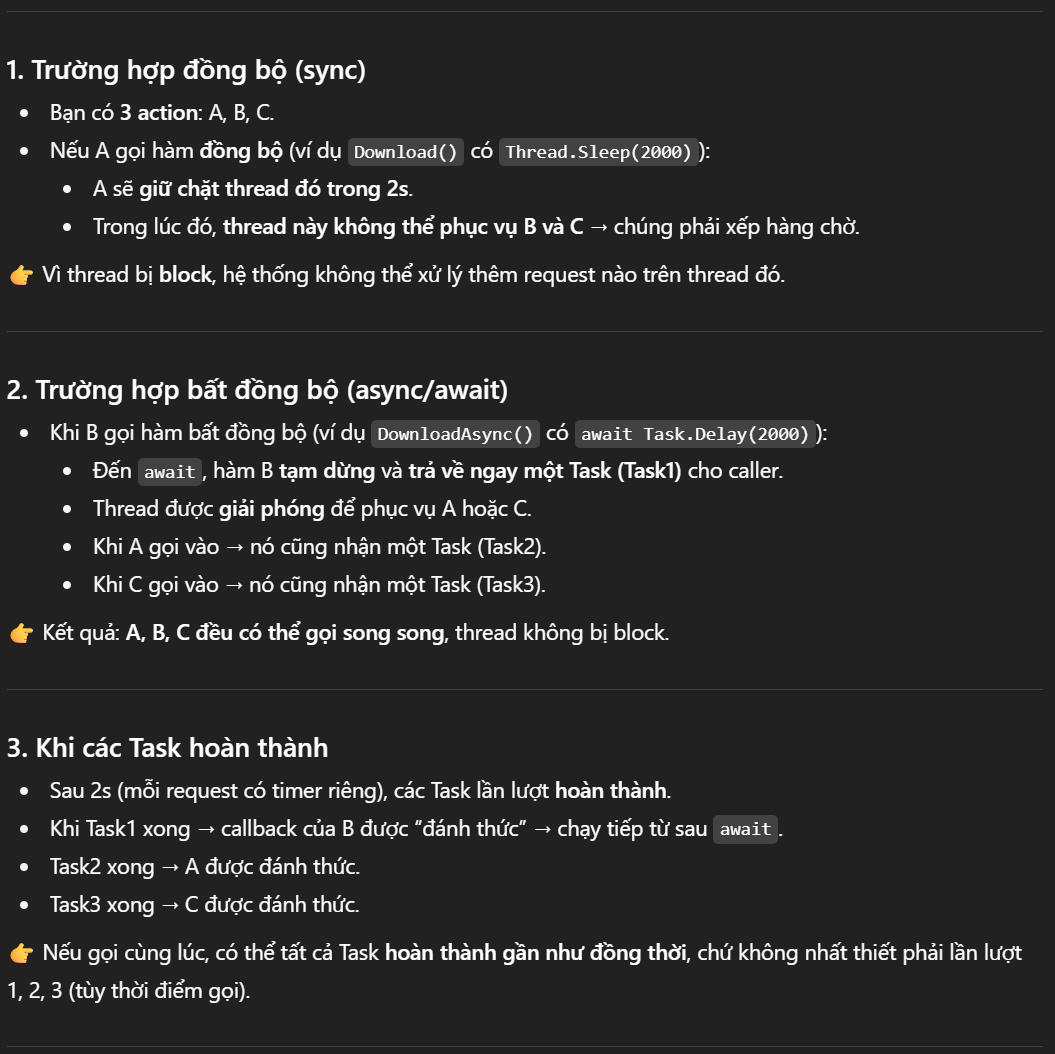 1. Trường hợp đồng bộ (sync)
• Bạn có 3 action: A, B, C.
• Nếu A gọi hàm đồng bộ (ví dụ Download() có Thread.Sleep(2000)):
• A sẽ giữ chặt thread đó trong 2s.
• Trong lúc đó, thread này không thể phục vụ B và C → chúng phải xếp hàng chờ.
👉 Vì thread bị block, hệ thống không thể xử lý thêm request nào trên thread đó.
2. Trường hợp bất đồng bộ (async/await)
• Khi B gọi hàm bất đồng bộ (ví dụ DownloadAsync() có await Task.Delay(2000)):
• Đến await, hàm B tạm dừng và trả về ngay một Task (Task1) cho caller.
• Thread được giải phóng để phục vụ A hoặc C.
• Khi A gọi vào → nó cũng nhận một Task (Task2).
• Khi C gọi vào → nó cũng nhận một Task (Task3).
👉 Kết quả: A, B, C đều có thể gọi song song, thread không bị block.
3. Khi các Task hoàn thành
• Sau 2s (mỗi request có timer riêng), các Task lần lượt hoàn thành.
• Khi Task1 xong → callback của B được “đánh thức” → chạy tiếp từ sau await.
• Task2 xong → A được đánh thức.
• Task3 xong → C được đánh thức.
👉 Nếu gọi cùng lúc, có thể tất cả Task hoàn thành gần như đồng thời, chứ không nhất thiết phải lần lượt
1, 2, 3 (tùy thời điểm gọi).